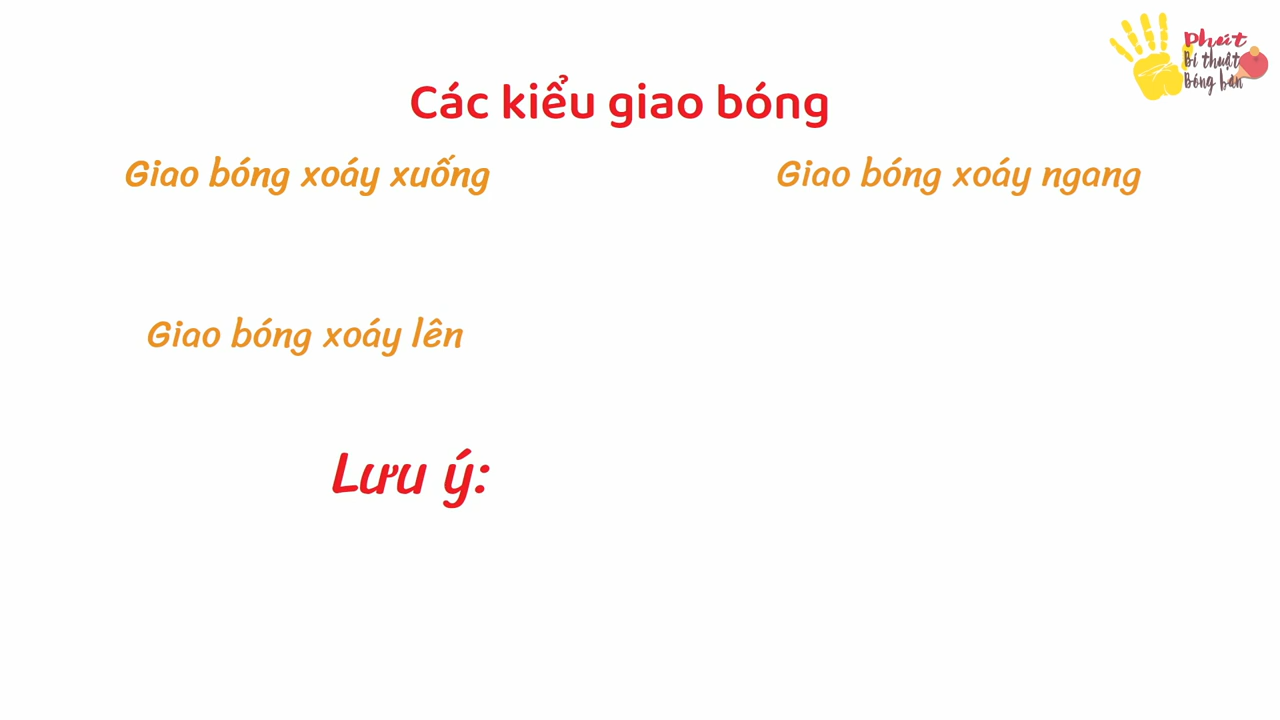 Phát
Bí thuật
Bóng bàn
Các kiểu giao bóng
Giao bóng xoáy xuống
Giao bóng xoáy ngang
Giao bóng xoáy lên
Lưu ý: